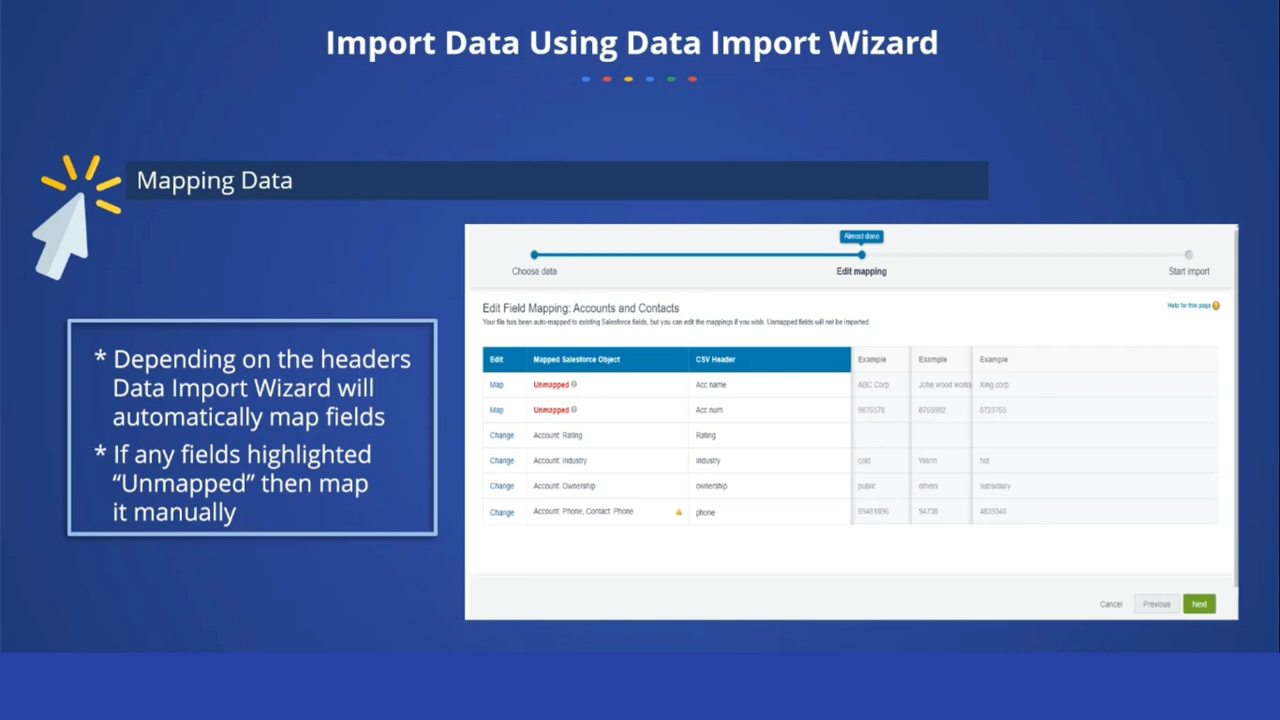 Import Data Using Data Import Wizard
Mapping Data
* Depending on the headers
Data Import Wizard will
automatically map fields
* If any fields highlighted
“Unmapped” then map
it manually
Almost done
Choose data Edit mapping Start import
Edit Field Mapping: Accounts and Contacts
Help for this page
Your file has been auto-mapped to existing Salesforce fields, but you can edit the mappings if you wish. Unmapped fields will not be imported.
Edit Mapped Salesforce Object CSV Header Example Example Example
Map Unmapped Acc name ABC Corp John wood works Xing corp
Map Unmapped Acc num 9876578 8765902 8723765
Change Account: Rating Rating
Change Account: Industry Industry cold Warm hot
Change Account: Ownership ownership public others subsidiary
Change Account: Phone, Contact: Phone phone 89481896 94738 4839348
Cancel Previous Next